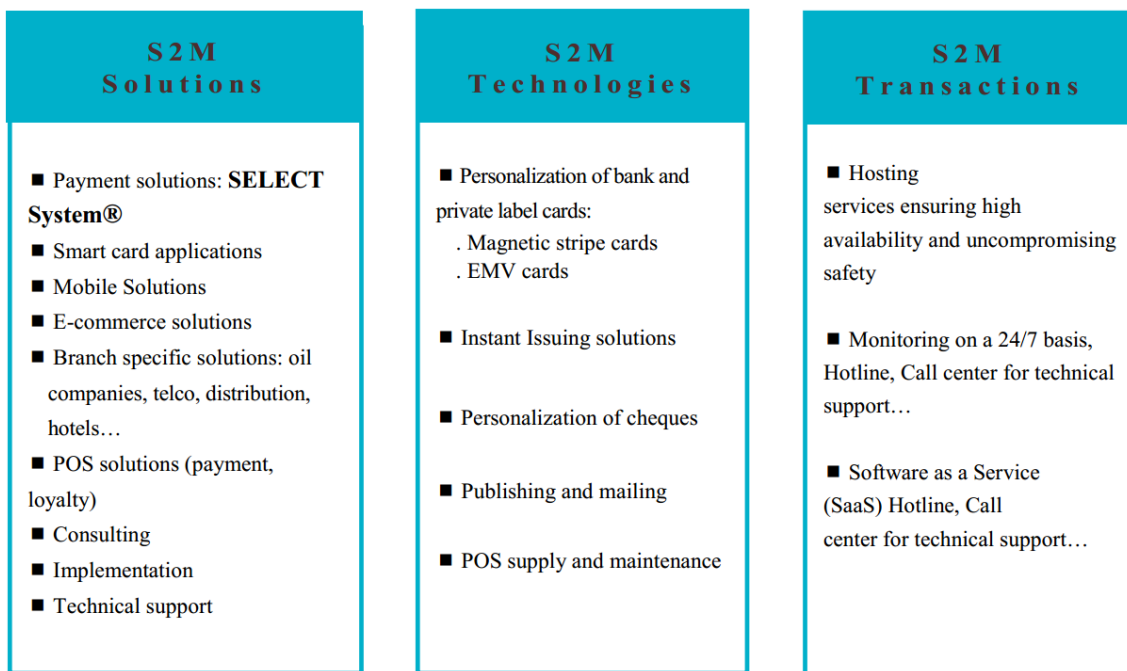 S2M
Solutions
■ Payment solutions: SELECT
System®
■ Smart card applications
■ Mobile Solutions
■ E-commerce solutions
■ Branch specific solutions: oil
companies, telco, distribution,
hotels…
■ POS solutions (payment,
loyalty)
■ Consulting
■ Implementation
■ Technical support
S2M
Technologies
■ Personalization of bank and
private label cards:
. Magnetic stripe cards
. EMV cards
■ Instant Issuing solutions
■ Personalization of cheques
■ Publishing and mailing
■ POS supply and maintenance
S2M
Transactions
■ Hosting
services ensuring high
availability and uncompromising
safety
■ Monitoring on a 24/7 basis,
Hotline, Call center for technical
support…
■ Software as a Service
(SaaS) Hotline, Call
center for technical support…